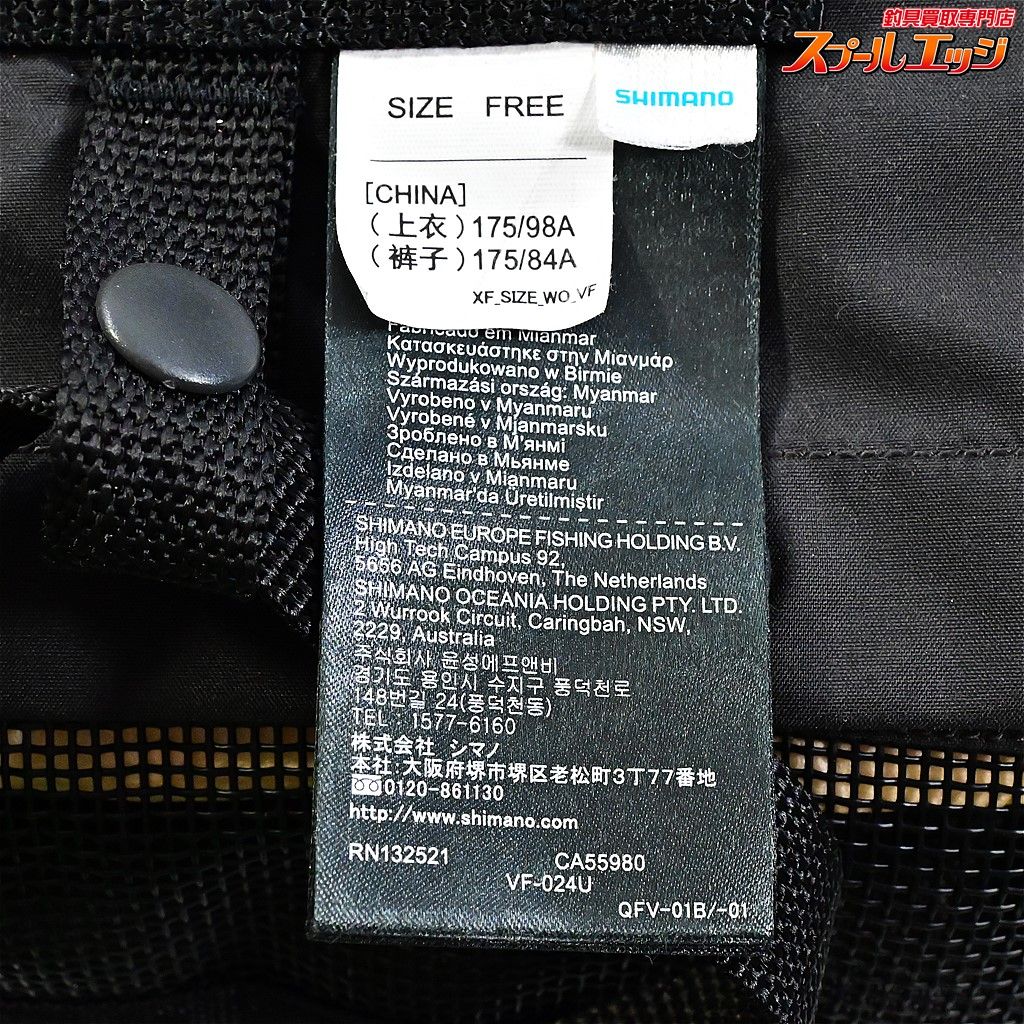 釣具買取専門店
スプールエッジ
SHIMANO
SIZE FREE
[CHINA]
(上衣)175/98A
(裤子)175/84A
XF_SIZE_WO_VF
Fabricado em Mianmar
Κατασκευάστηκε στην Μιανμάρ
Wyprodukowano w Birmie
Származási ország: Myanmar
Vyrobeno v Myanmaru
Vyrobené v Mjanmarsku
Зроблено в М'янмі
Сделано в Мьянме
Izdelano v Mianmaru
Myanmar'da Üretilmiştir
SHIMANO EUROPE FISHING HOLDING B.V.
High Tech Campus 92,
5656 AG Eindhoven, The Netherlands
SHIMANO OCEANIA HOLDING PTY. LTD.
2 Wurrook Circuit, Caringbah, NSW,
2229, Australia
주식회사 윤성에프앤비
경기도 용인시 수지구 풍덕천로
148번길 24(풍덕천동)
TEL : 1577-6160
株式会社 シマノ
本社:大阪府堺市堺区老松町3丁77番地
0120-861130
http://www.shimano.com
RN132521 CA55980
VF-024U
QFV-01B/-01